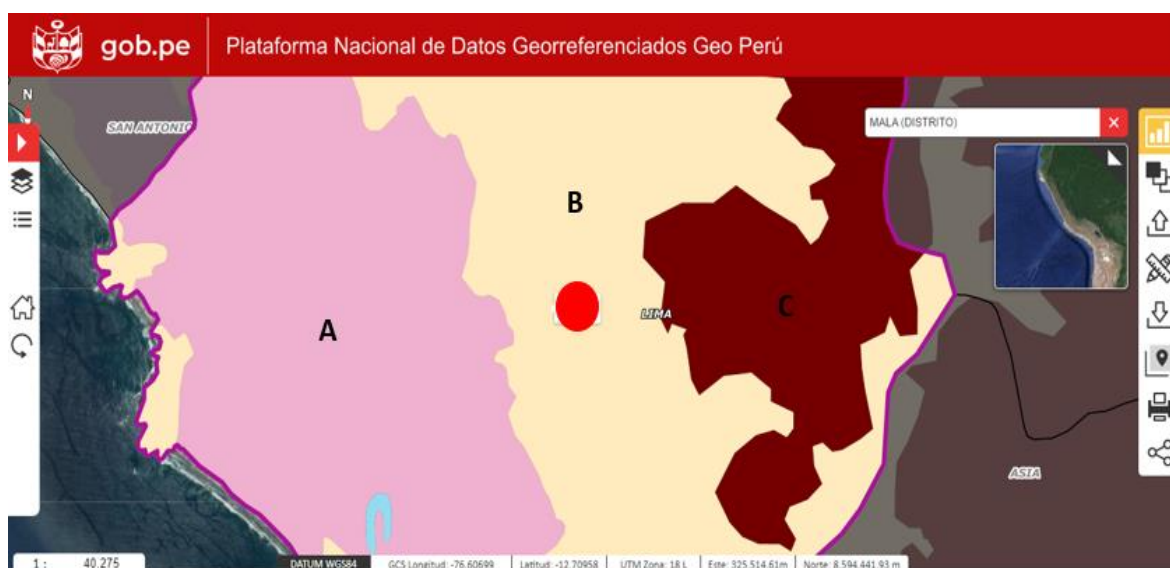 gob.pe Plataforma Nacional de Datos Georreferenciados Geo Perú
N
SAN ANTONIO
MALA (DISTRITO)
B
LIMA
C
A
ASIA
1 : 40.275 DATUM WGS84 GCS Longitud: -76.60699 Latitud: -12.70958 UTM Zona: 18 L Este: 325.514.61m Norte: 8.594.441.93 m